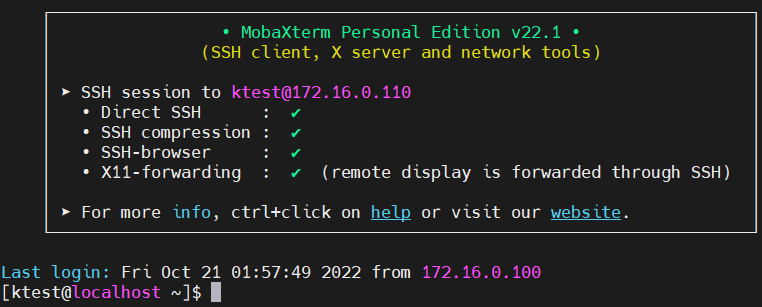 • MobaXterm Personal Edition v22.1 •
(SSH client, X server and network tools)
➤ SSH session to ktest@172.16.0.110
• Direct SSH : ✔
• SSH compression : ✔
• SSH-browser : ✔
• X11-forwarding : ✔ (remote display is forwarded through SSH)
➤ For more info, ctrl+click on help or visit our website.
Last login: Fri Oct 21 01:57:49 2022 from 172.16.0.100
[ktest@localhost ~]$